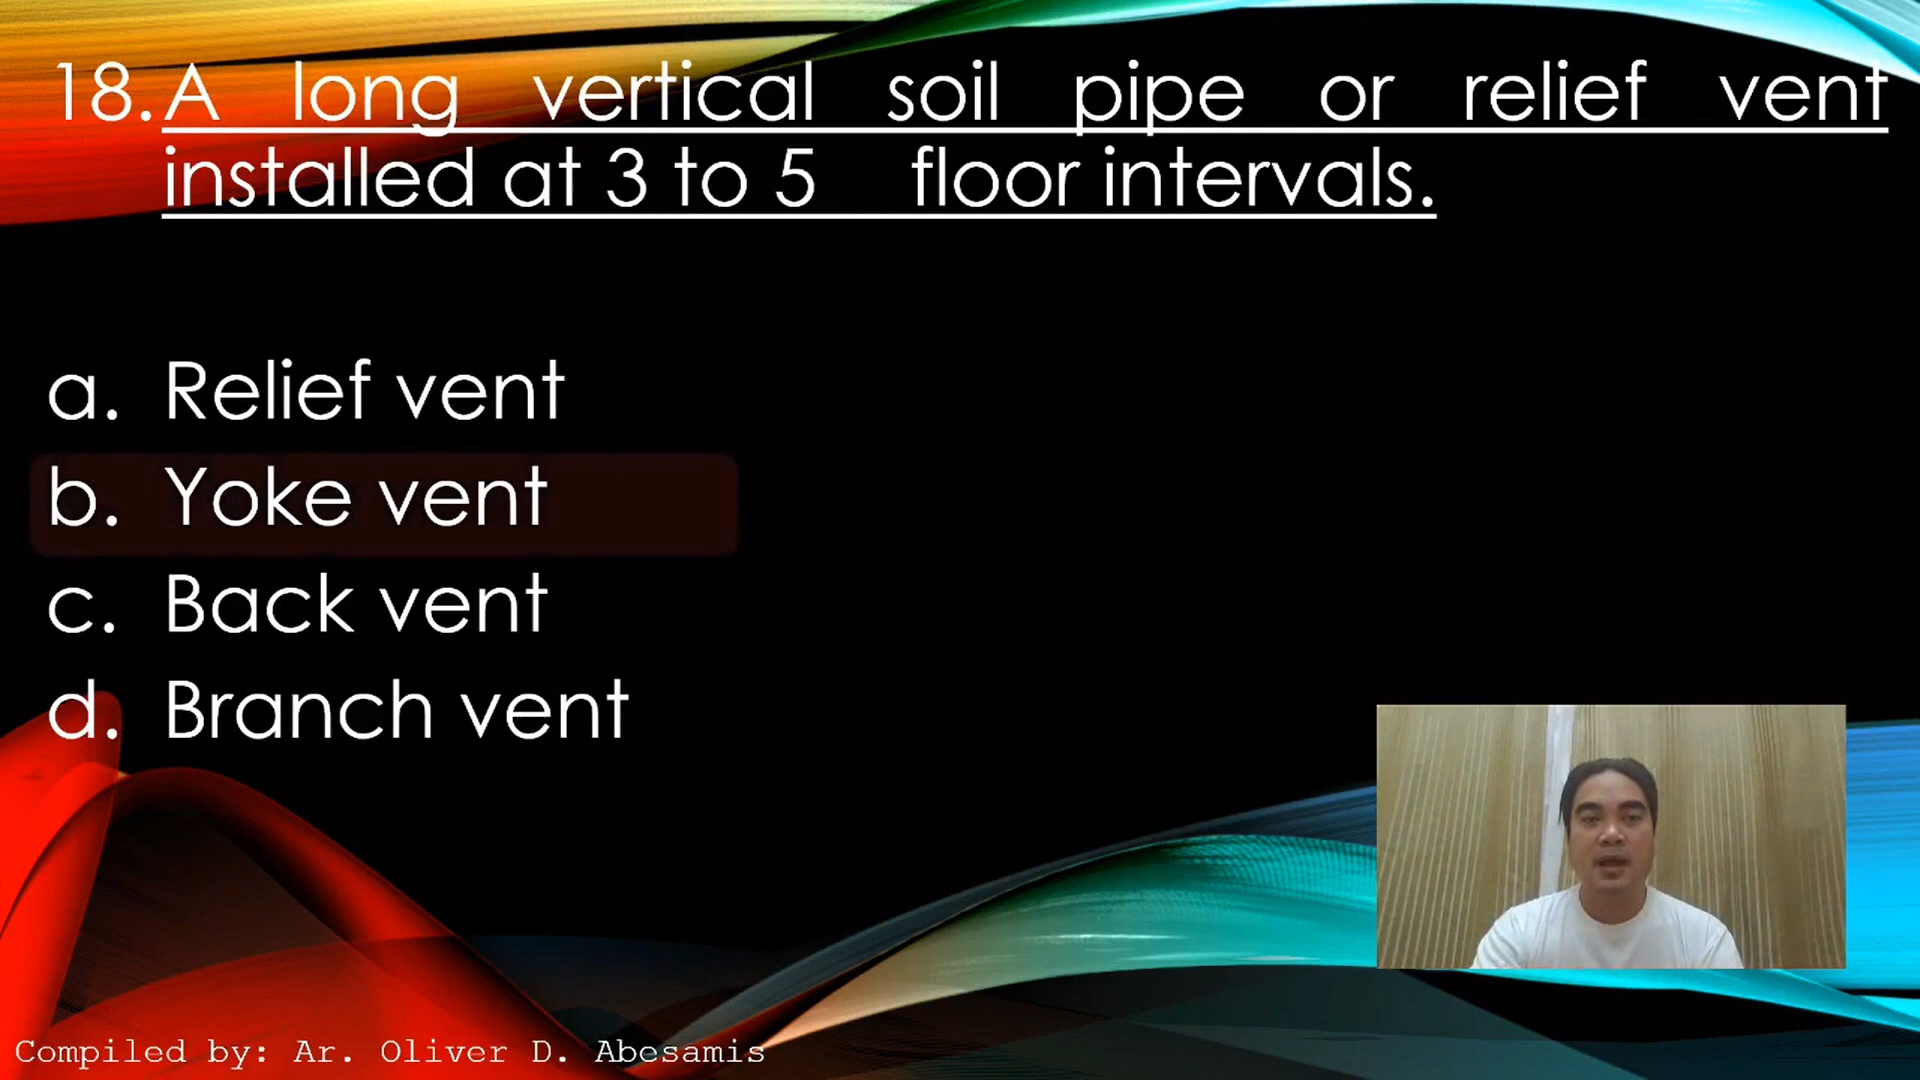 18. A long vertical soil pipe or relief vent
installed at 3 to 5 floor intervals.
a. Relief vent
b. Yoke vent
c. Back vent
d. Branch vent
Compiled by: Ar. Oliver D. Abesamis